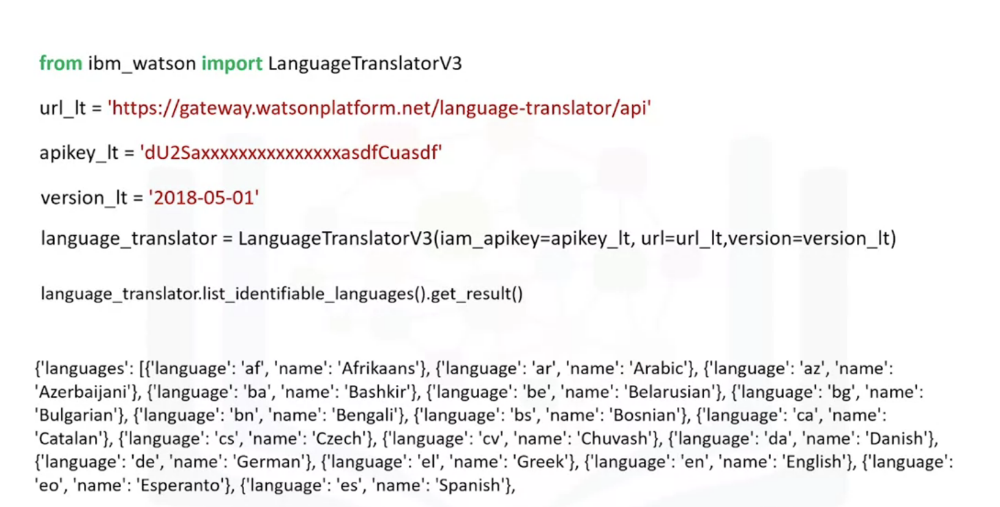 from ibm_watson import LanguageTranslatorV3
url_lt = 'https://gateway.watsonplatform.net/language-translator/api'
apikey_lt = 'dU2SaxxxxxxxxxxxxxxxasdfCuasdf'
version_lt = '2018-05-01'
language_translator = LanguageTranslatorV3(iam_apikey=apikey_lt, url=url_lt,version=version_lt)
language_translator.list_identifiable_languages().get_result()
{'languages': [{'language': 'af', 'name': 'Afrikaans'}, {'language': 'ar', 'name': 'Arabic'}, {'language': 'az', 'name':
'Azerbaijani'}, {'language': 'ba', 'name': 'Bashkir'}, {'language': 'be', 'name': 'Belarusian'}, {'language': 'bg', 'name':
'Bulgarian'}, {'language': 'bn', 'name': 'Bengali'}, {'language': 'bs', 'name': 'Bosnian'}, {'language': 'ca', 'name':
'Catalan'}, {'language': 'cs', 'name': 'Czech'}, {'language': 'cv', 'name': 'Chuvash'}, {'language': 'da', 'name': 'Danish'},
{'language': 'de', 'name': 'German'}, {'language': 'el', 'name': 'Greek'}, {'language': 'en', 'name': 'English'}, {'language':
'eo', 'name': 'Esperanto'}, {'language': 'es', 'name': 'Spanish'},